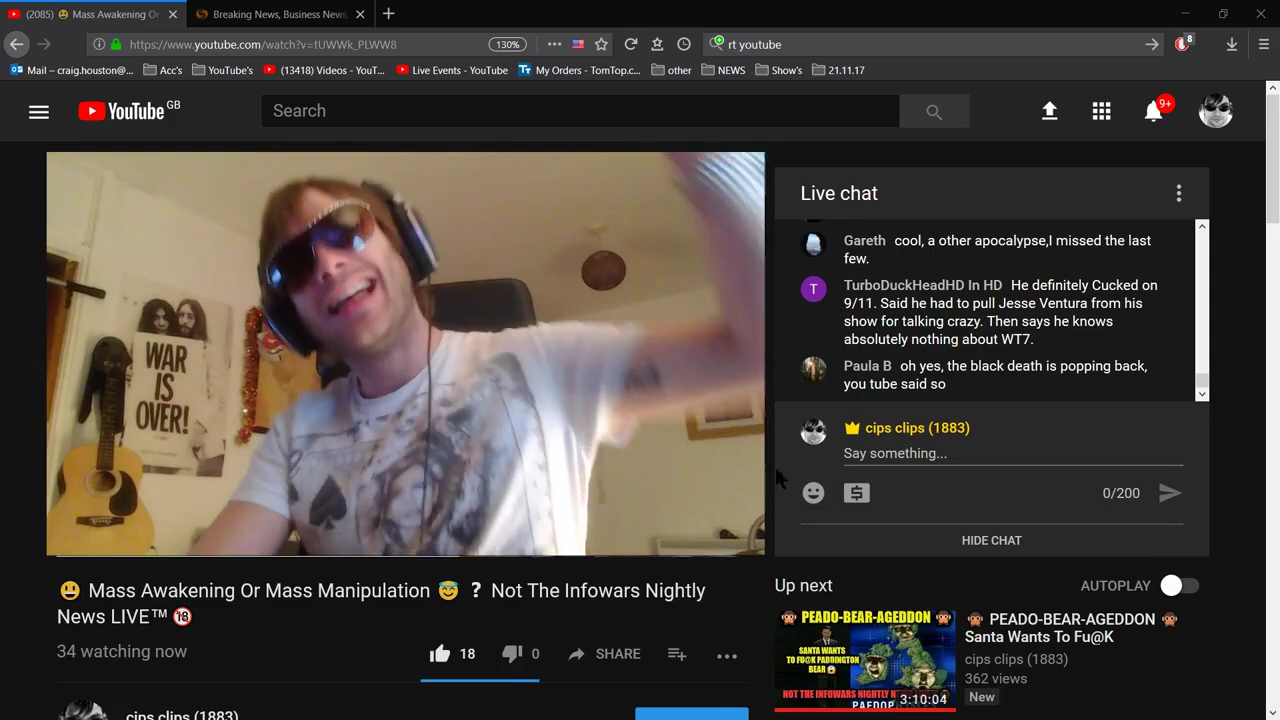 (2085) 😃 Mass Awakening Or
Breaking News, Business News,
https://www.youtube.com/watch?v=tUWWk_PLWW8
130%
rt youtube
8
Mail – craig.houston@...
Acc's
YouTube's
(13418) Videos - YouT...
Live Events - YouTube
My Orders - TomTop.c...
other
NEWS
Show's
21.11.17
YouTube GB
Search
9+
WAR
IS
OVER!
Live chat
Gareth cool, a other apocalypse,I missed the last
few.
T
TurboDuckHeadHD In HD He definitely Cucked on
9/11. Said he had to pull Jesse Ventura from his
show for talking crazy. Then says he knows
absolutely nothing about WT7.
Paula B oh yes, the black death is popping back,
you tube said so
cips clips (1883)
Say something...
0/200
HIDE CHAT
😃 Mass Awakening Or Mass Manipulation 😇 ❓ Not The Infowars Nightly
News LIVE™ 🔞
34 watching now
18
0
SHARE
Up next
AUTOPLAY
🙊 PEADO-BEAR-AGEDDON 🙊
SANTA WANTS
TO FU@K PADDINGTON
BEAR
NOT THE INFOWARS NIGHTLY N
3:10:04
🙊 PEADO-BEAR-AGEDDON 🙊
Santa Wants To Fu@K
cips clips (1883)
362 views
New
cips clips (1883)